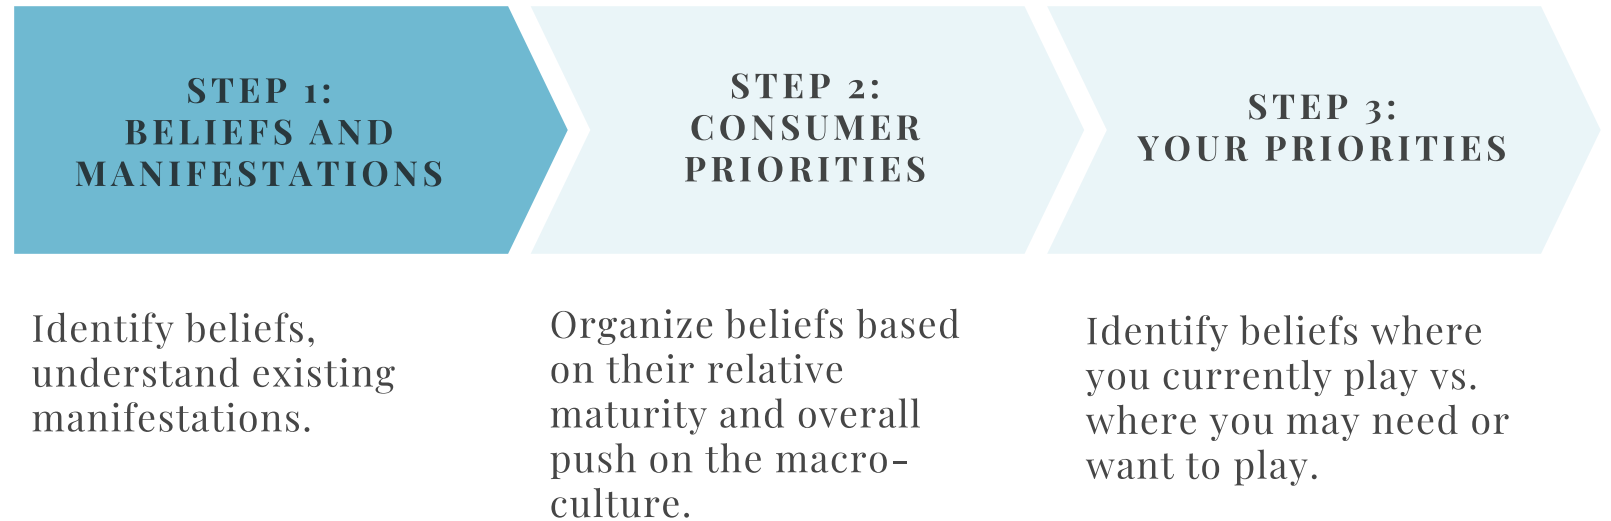 STEP 1:
BELIEFS AND
MANIFESTATIONS
Identify beliefs,
understand existing
manifestations.
STEP 2:
CONSUMER
PRIORITIES
Organize beliefs based
on their relative
maturity and overall
push on the macro-
culture.
STEP 3:
YOUR PRIORITIES
Identify beliefs where
you currently play vs.
where you may need or
want to play.